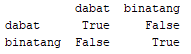 dabat binatang
dabat True False
binatang False True